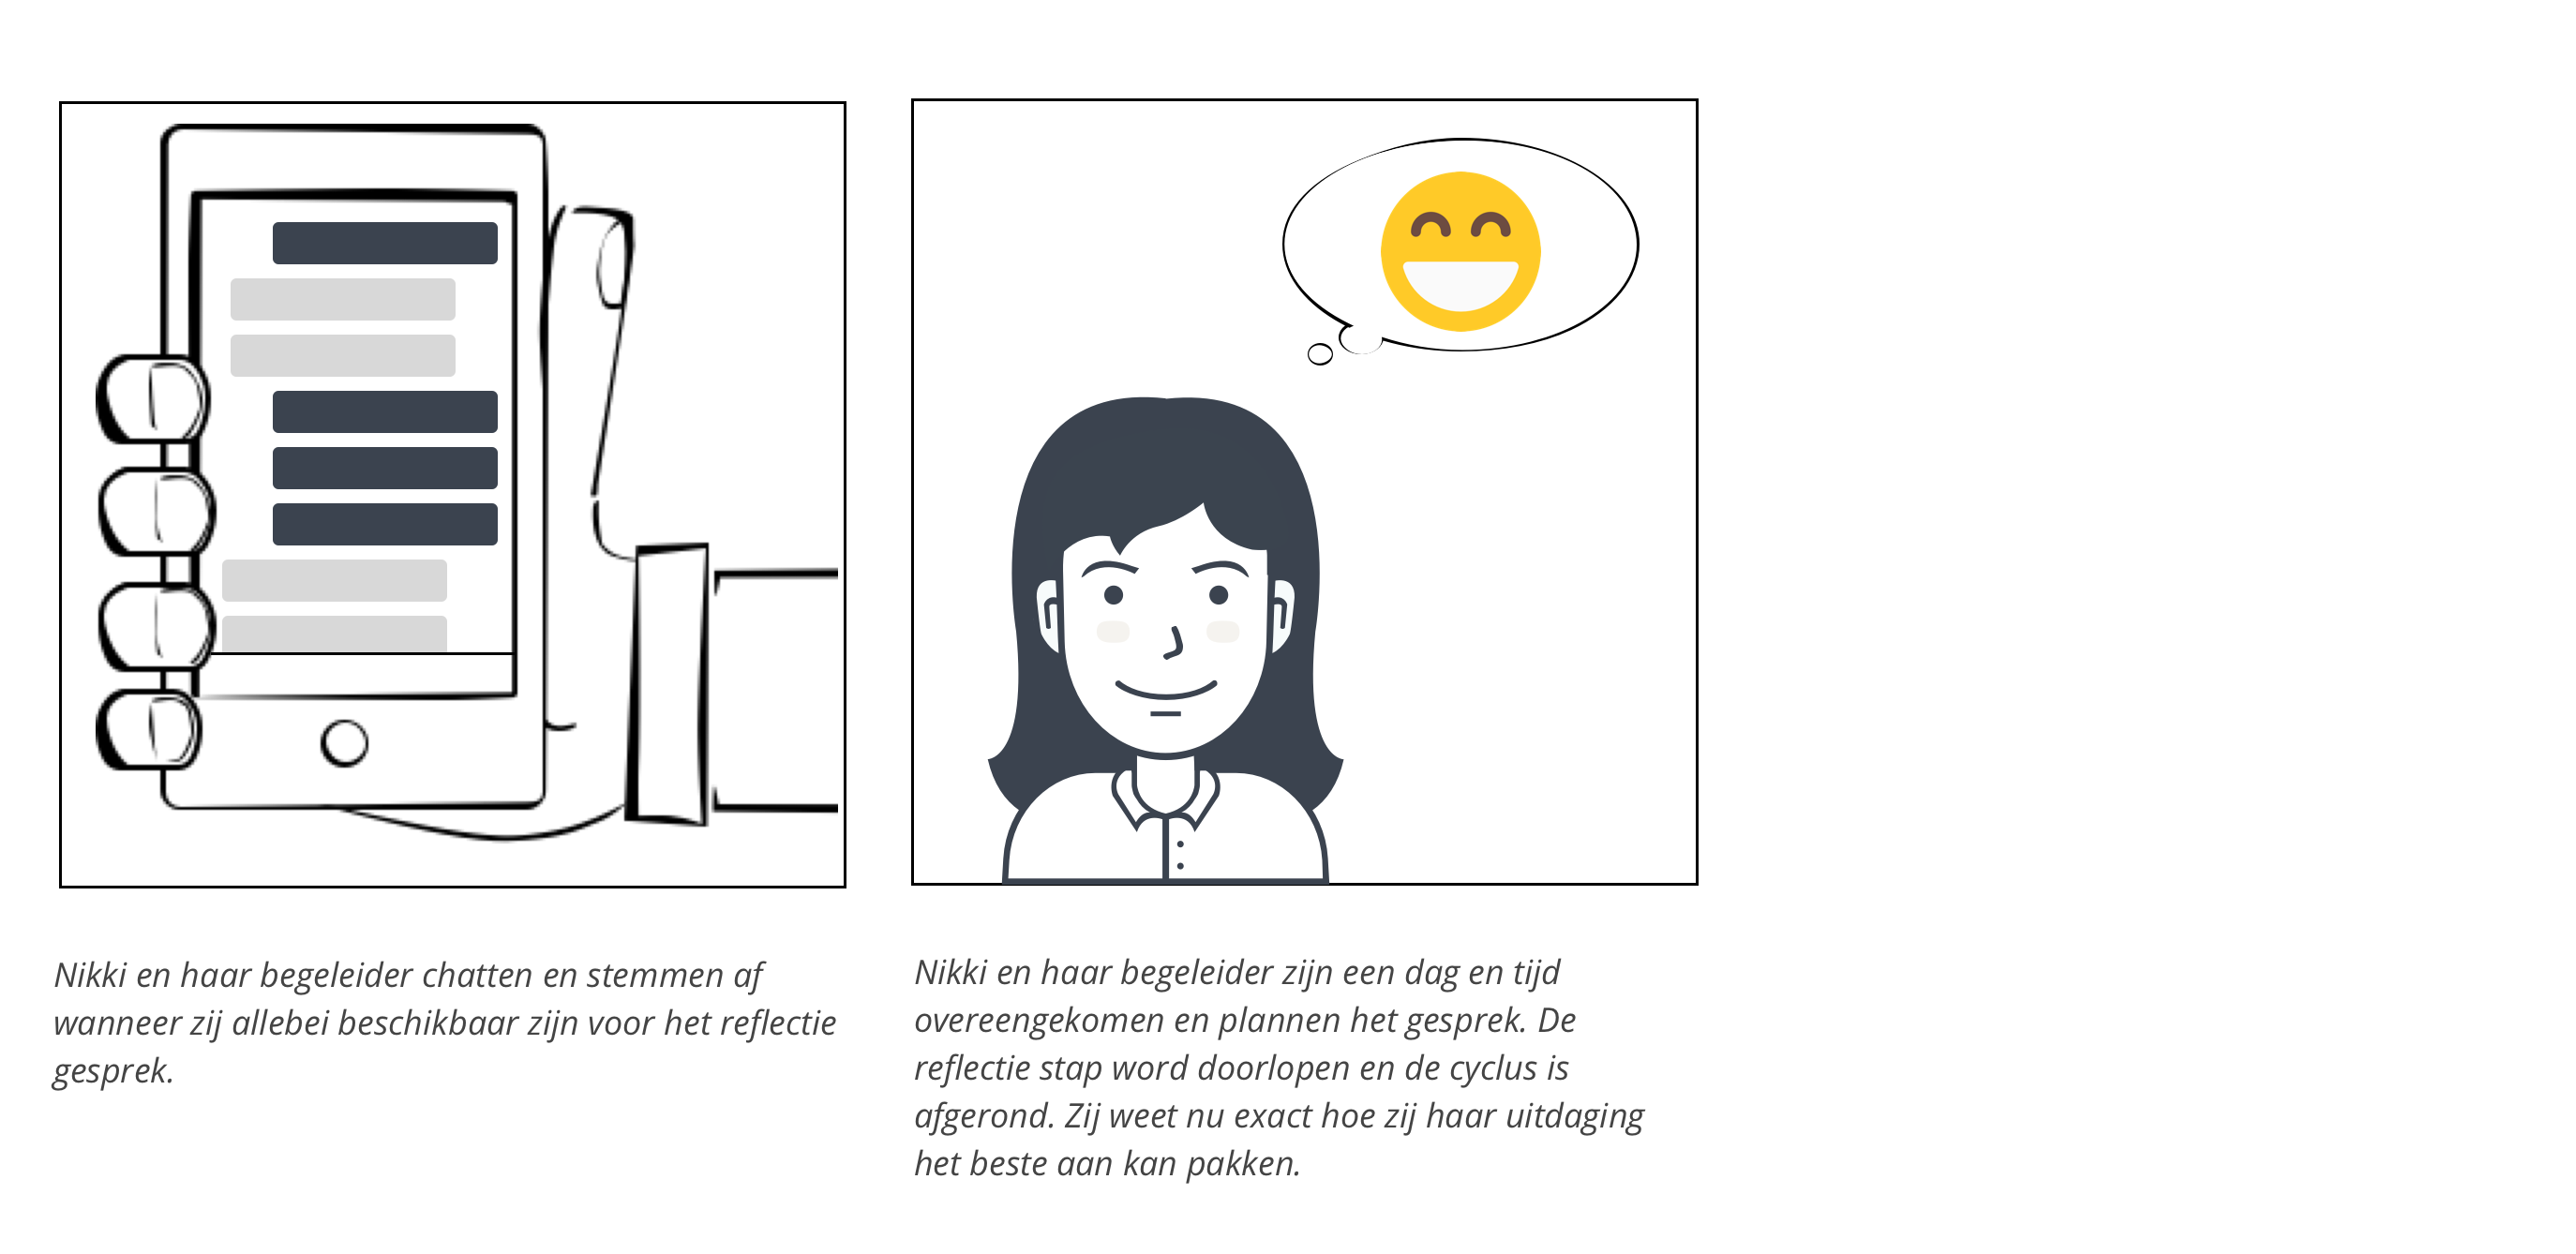 Nikki en haar begeleider chatten en stemmen af
wanneer zij allebei beschikbaar zijn voor het reflectie
gesprek.
Nikki en haar begeleider zijn een dag en tijd
overeengekomen en plannen het gesprek. De
reflectie stap word doorlopen en de cyclus is
afgerond. Zij weet nu exact hoe zij haar uitdaging
het beste aan kan pakken.